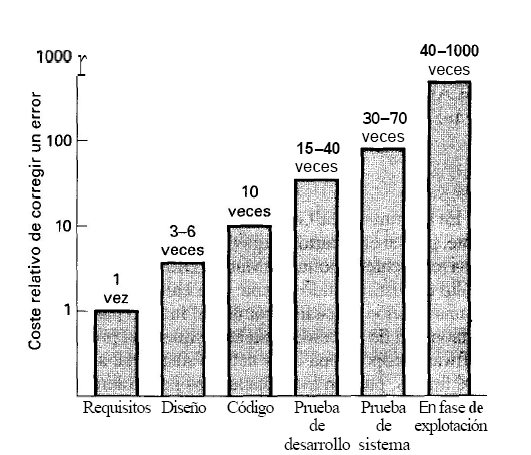 Coste relativo de corregir un error
1000
100
10
1
1
vez
3–6
veces
10
veces
15–40
veces
30–70
veces
40–1000
veces
Requisitos
Diseño
Código
Prueba
de
desarrollo
Prueba
de
sistema
En fase de
explotación